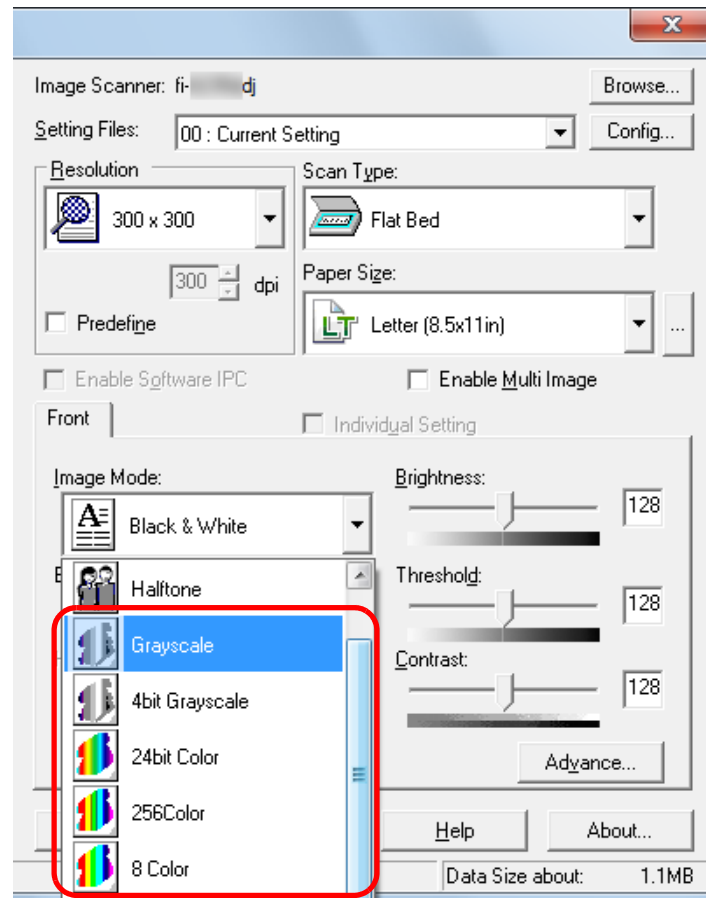 Image Scanner: fi- dj
Browse...
Setting Files: 00 : Current Setting
Config...
Resolution
Scan Type:
300 x 300
Flat Bed
300 dpi
Paper Size:
Predefine
LT Letter (8.5x11in)
...
Enable Software IPC
Enable Multi Image
Front
Individual Setting
Image Mode:
Brightness:
A Black & White
128
Halftone
Threshold:
128
Grayscale
Contrast:
4bit Grayscale
128
24bit Color
Advance...
256Color
Help
About...
8 Color
Data Size about: 1.1MB